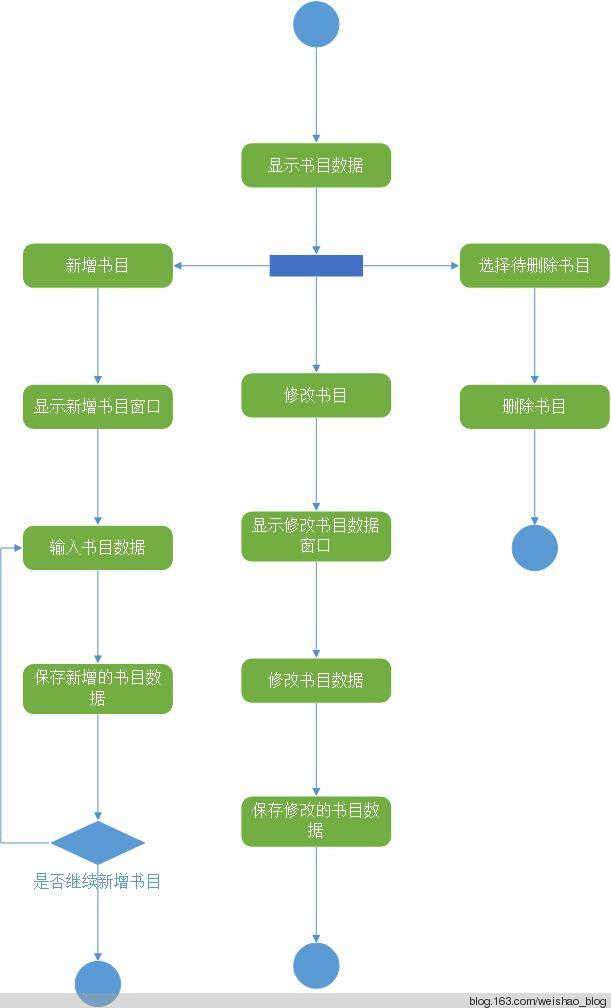 显示书目数据
新增书目
选择待删除书目
修改书目
显示新增书目窗口
删除书目
显示修改书目数据
窗口
输入书目数据
保存新增的书目数
据
修改书目数据
保存修改的书目数
据
是否继续新增书目
blog.163.com/weishao_blog